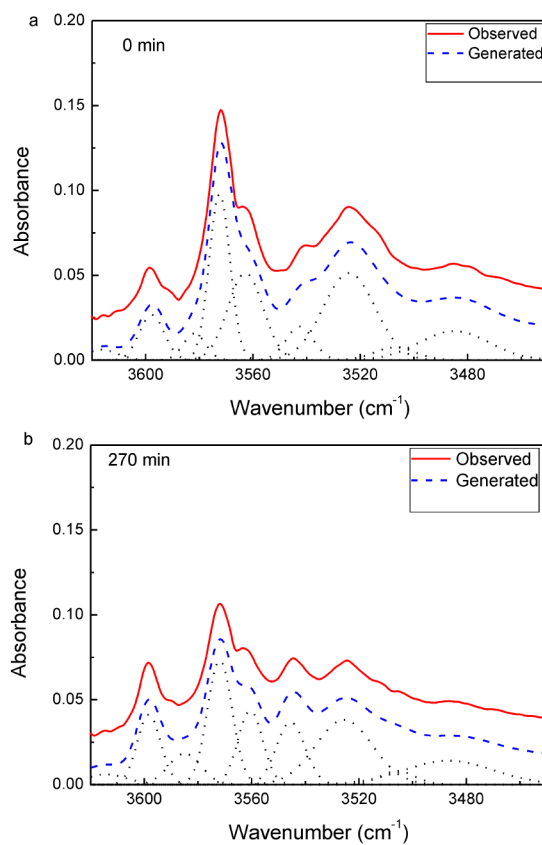 a
0 min
Observed
Generated
0.20
0.15
0.10
0.05
0.00
Absorbance
3600
3560
3520
3480
Wavenumber (cm⁻¹)
b
270 min
Observed
Generated
0.20
0.15
0.10
0.05
0.00
Absorbance
3600
3560
3520
3480
Wavenumber (cm⁻¹)